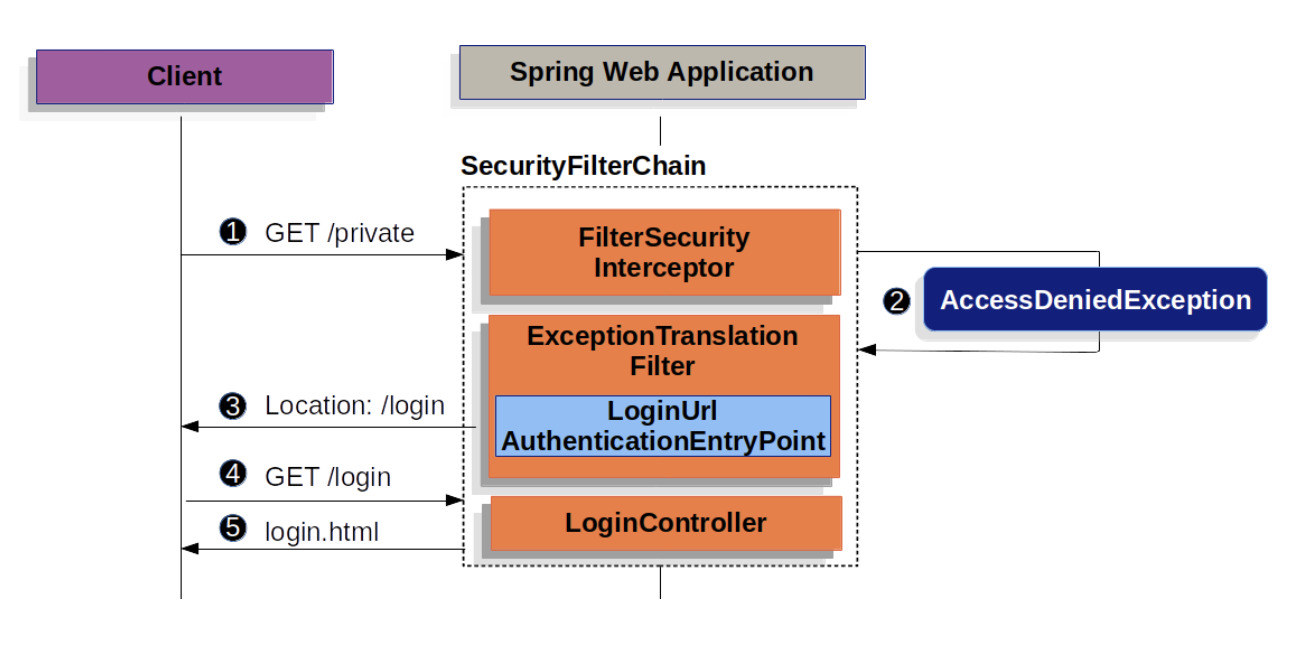 Client
Spring Web Application
SecurityFilterChain
❶ GET /private
FilterSecurity
Interceptor
❷ AccessDeniedException
ExceptionTranslation
Filter
❸ Location: /login
LoginUrl
AuthenticationEntryPoint
❹ GET /login
LoginController
❺ login.html